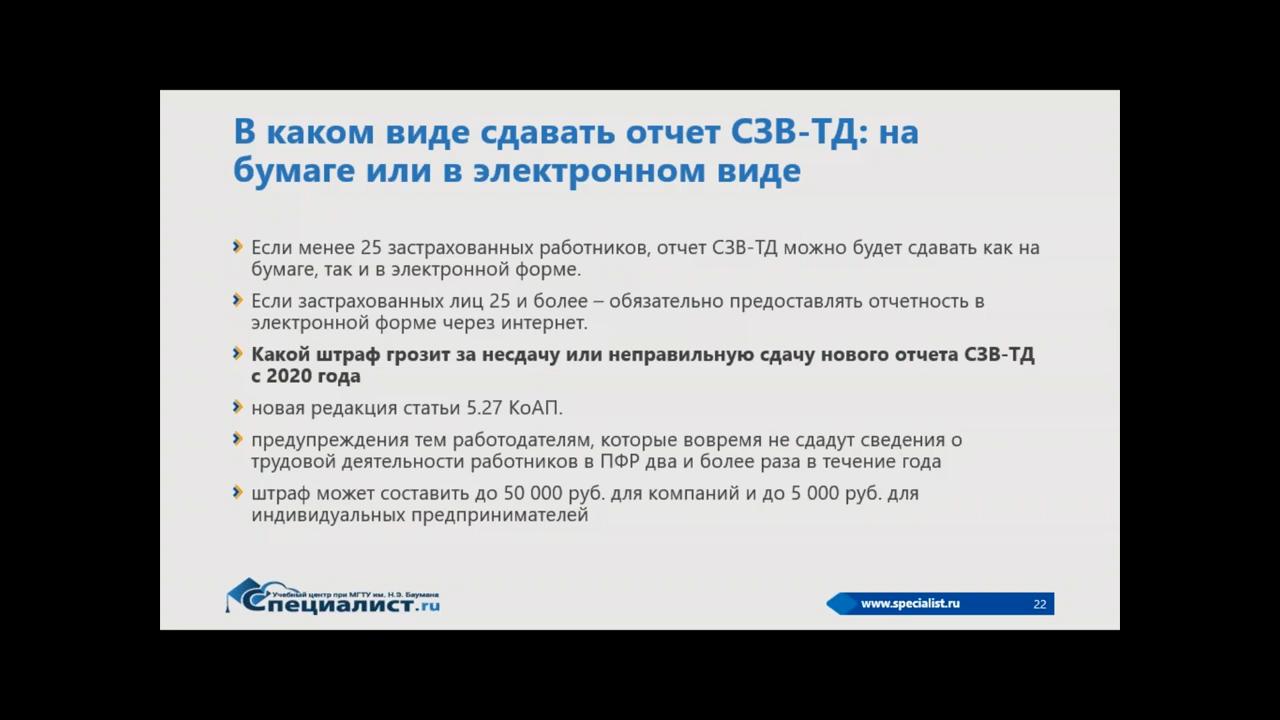 В каком виде сдавать отчет СЗВ-ТД: на
бумаге или в электронном виде
Если менее 25 застрахованных работников, отчет СЗВ-ТД можно будет сдавать как на
бумаге, так и в электронной форме.
Если застрахованных лиц 25 и более – обязательно предоставлять отчетность в
электронной форме через интернет.
Какой штраф грозит за несдачу или неправильную сдачу нового отчета СЗВ-ТД
с 2020 года
новая редакция статьи 5.27 КоАП.
предупреждения тем работодателям, которые вовремя не сдадут сведения о
трудовой деятельности работников в ПФР два и более раза в течение года
штраф может составить до 50 000 руб. для компаний и до 5 000 руб. для
индивидуальных предпринимателей
Учебный центр при МГТУ им. Н.Э. Баумана
Специалист.ru
www.specialist.ru
22